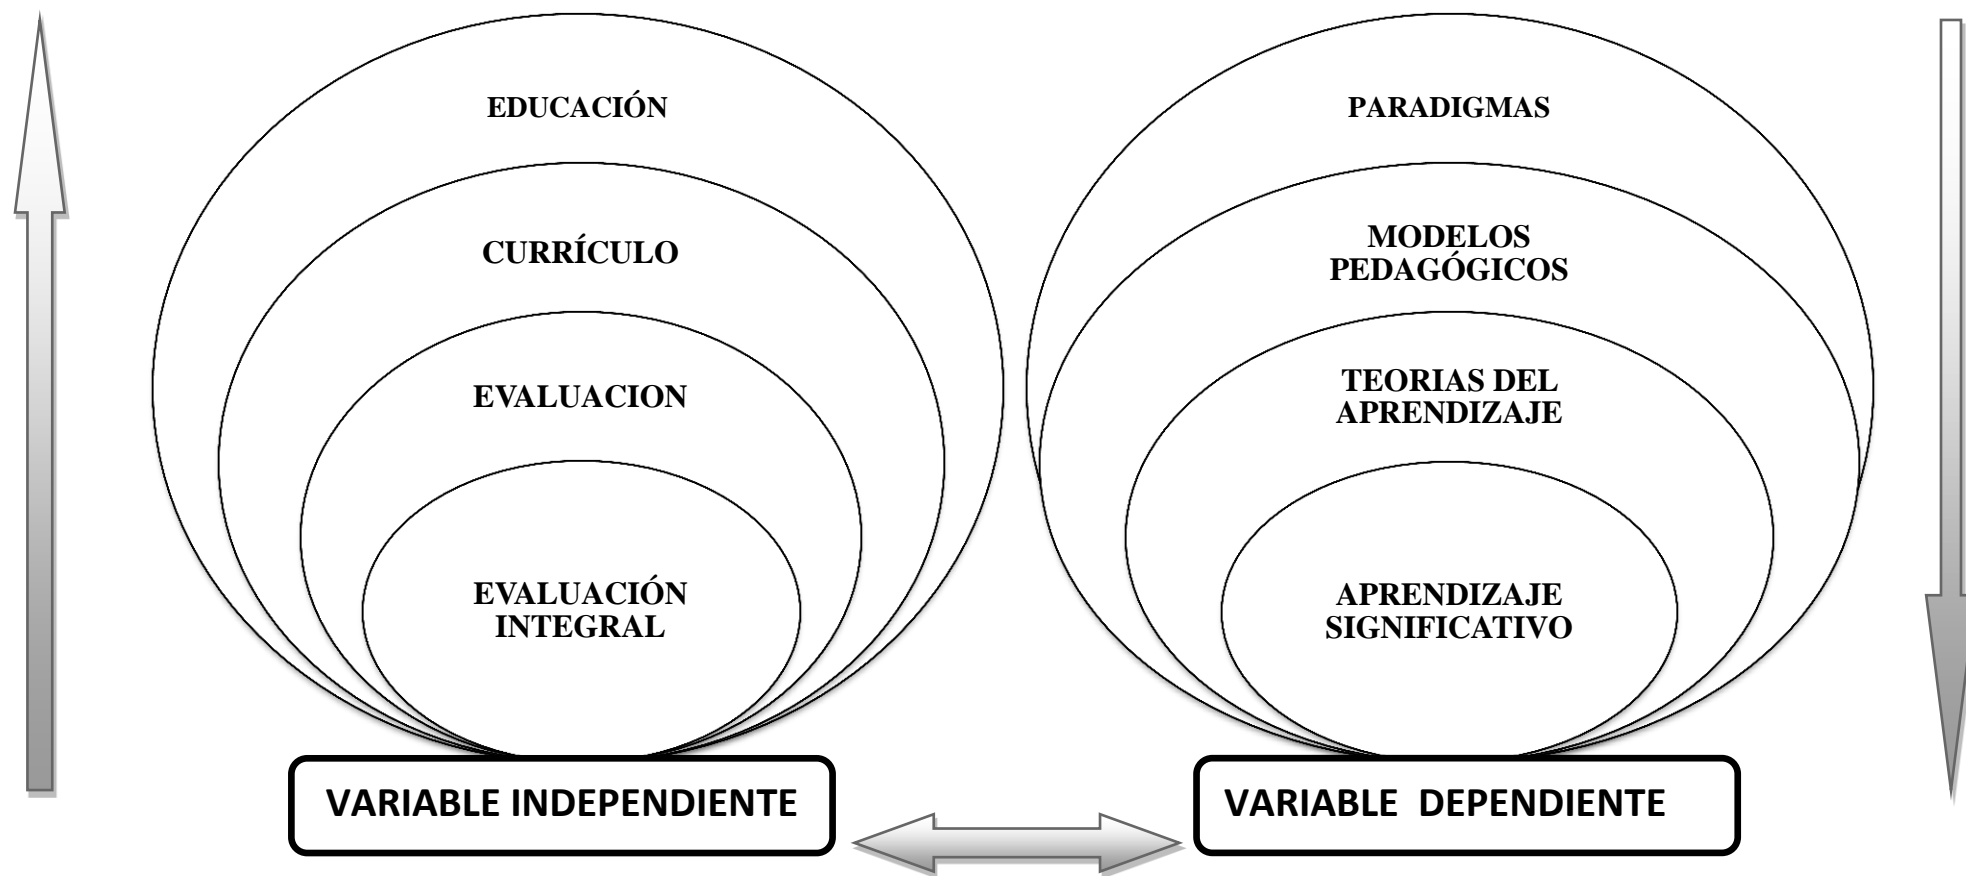 EDUCACIÓN
CURRÍCULO
EVALUACION
EVALUACIÓN
INTEGRAL
VARIABLE INDEPENDIENTE
PARADIGMAS
MODELOS
PEDAGÓGICOS
TEORIAS DEL
APRENDIZAJE
APRENDIZAJE
SIGNIFICATIVO
VARIABLE DEPENDIENTE